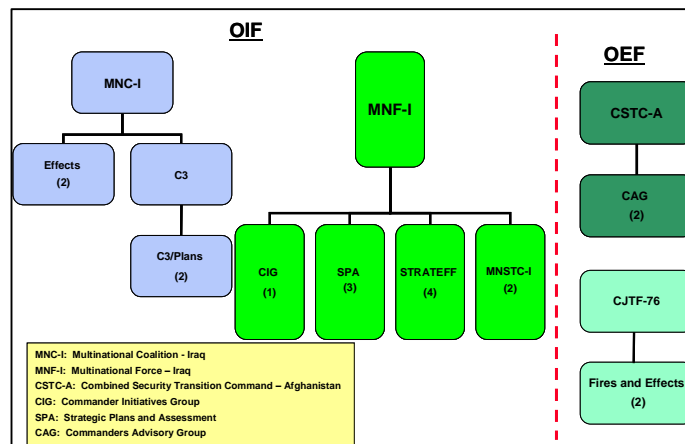 OIF
MNC-I
Effects
(2)
C3
C3/Plans
(2)
MNF-I
CIG
(1)
SPA
(3)
STRATEFF
(4)
MNSTC-I
(2)
OEF
CSTC-A
CAG
(2)
CJTF-76
Fires and Effects
(2)
MNC-I: Multinational Coalition - Iraq
MNF-I: Multinational Force – Iraq
CSTC-A: Combined Security Transition Command – Afghanistan
CIG: Commander Initiatives Group
SPA: Strategic Plans and Assessment
CAG: Commanders Advisory Group